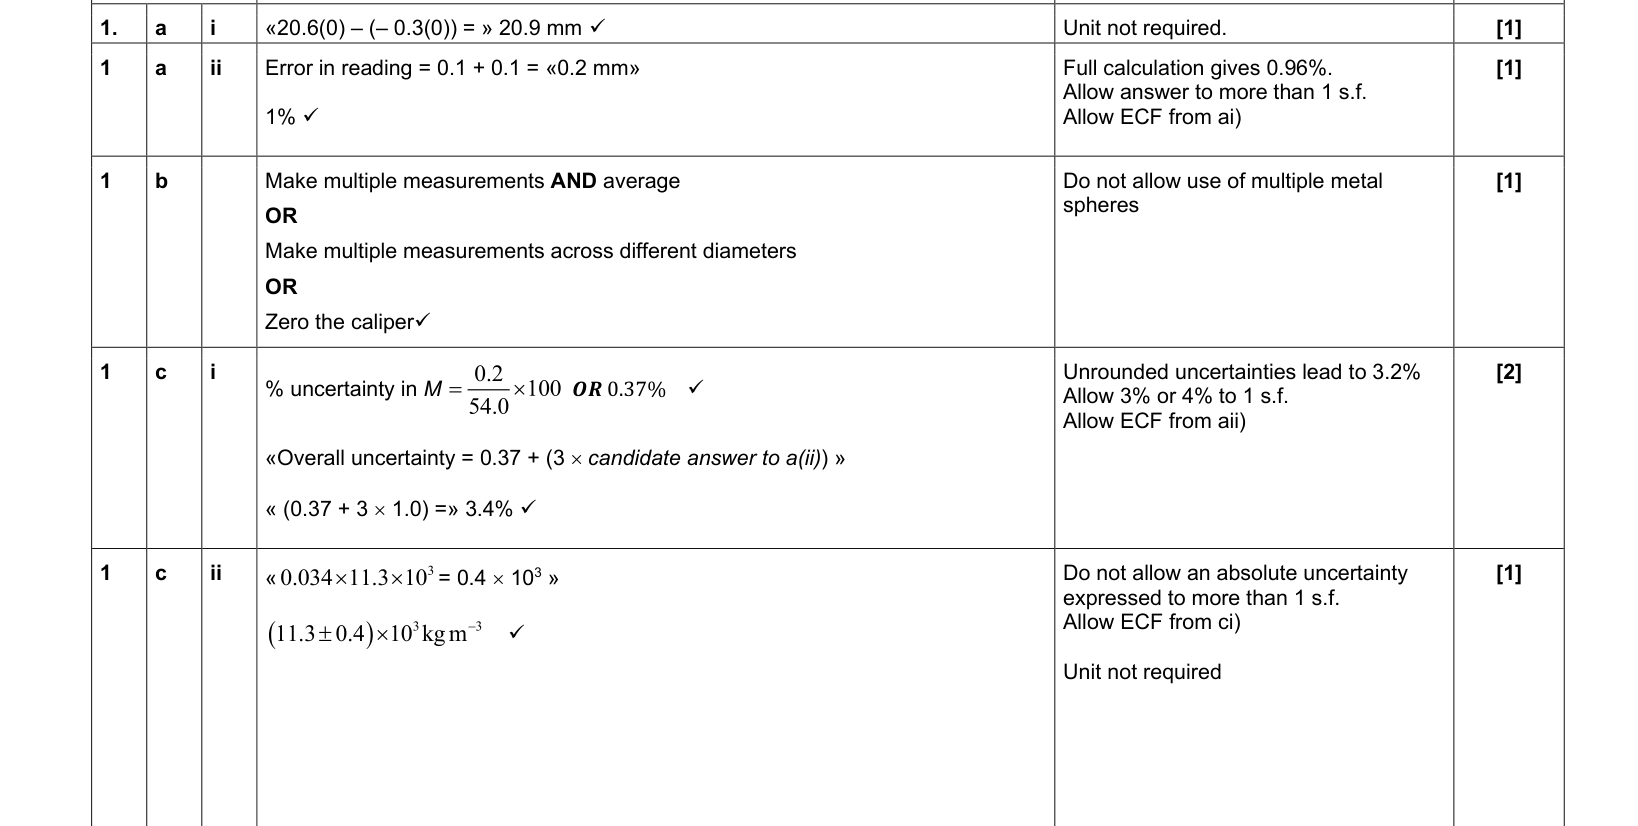 1. a i «20.6(0) – (– 0.3(0)) = » 20.9 mm ✓ Unit not required. [1]
1 a ii Error in reading = 0.1 + 0.1 = «0.2 mm» Full calculation gives 0.96%. [1]
Allow answer to more than 1 s.f.
1% ✓ Allow ECF from ai)
1 b Make multiple measurements AND average Do not allow use of multiple metal [1]
spheres
OR
Make multiple measurements across different diameters
OR
Zero the caliper✓
1 c i % uncertainty in M = 0.2/54.0 ×100 OR 0.37% ✓ Unrounded uncertainties lead to 3.2% [2]
Allow 3% or 4% to 1 s.f.
Allow ECF from aii)
«Overall uncertainty = 0.37 + (3 × candidate answer to a(ii)) »
« (0.37 + 3 × 1.0) =» 3.4% ✓
1 c ii « 0.034×11.3×10³ = 0.4 × 10³ » Do not allow an absolute uncertainty [1]
expressed to more than 1 s.f.
(11.3±0.4)×10³ kg m⁻³ ✓ Allow ECF from ci)
Unit not required